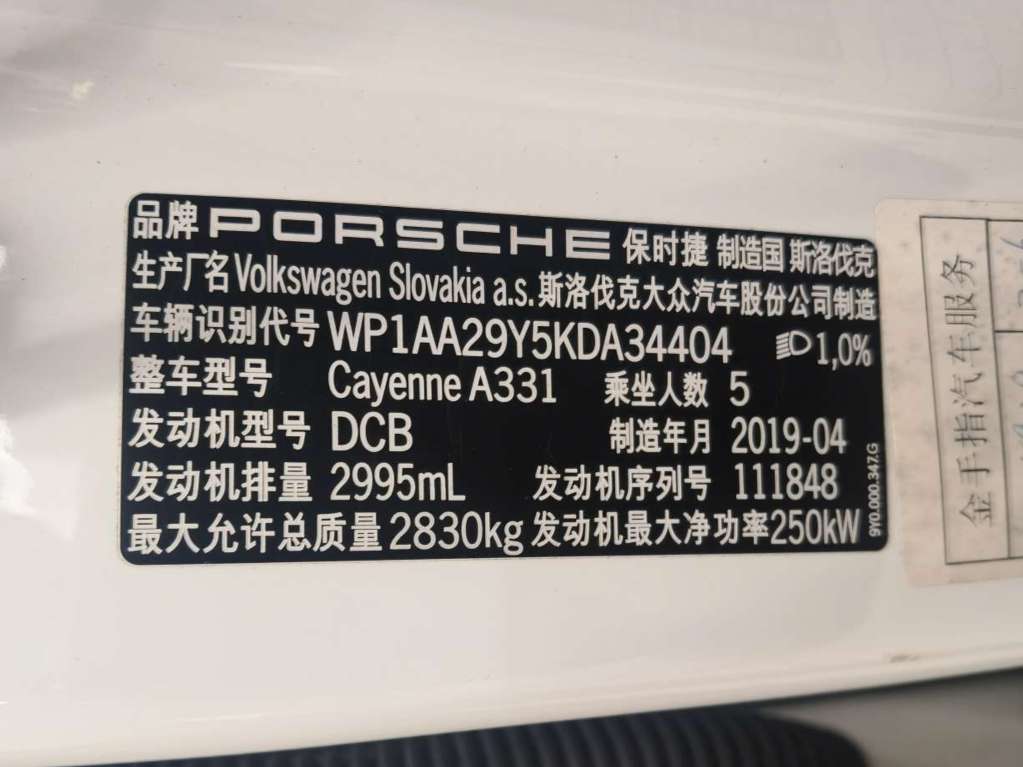 品牌 PORSCHE 保时捷 制造国 斯洛伐克
生产厂名 Volkswagen Slovakia a.s. 斯洛伐克大众汽车股份公司制造
车辆识别代号 WP1AA29Y5KDA34404 1,0%
整车型号 Cayenne A331 乘坐人数 5
发动机型号 DCB 制造年月 2019-04
发动机排量 2995mL 发动机序列号 111848
最大允许总质量 2830kg 发动机最大净功率 250kW
9Y0.000.347.G
金手指汽车服务